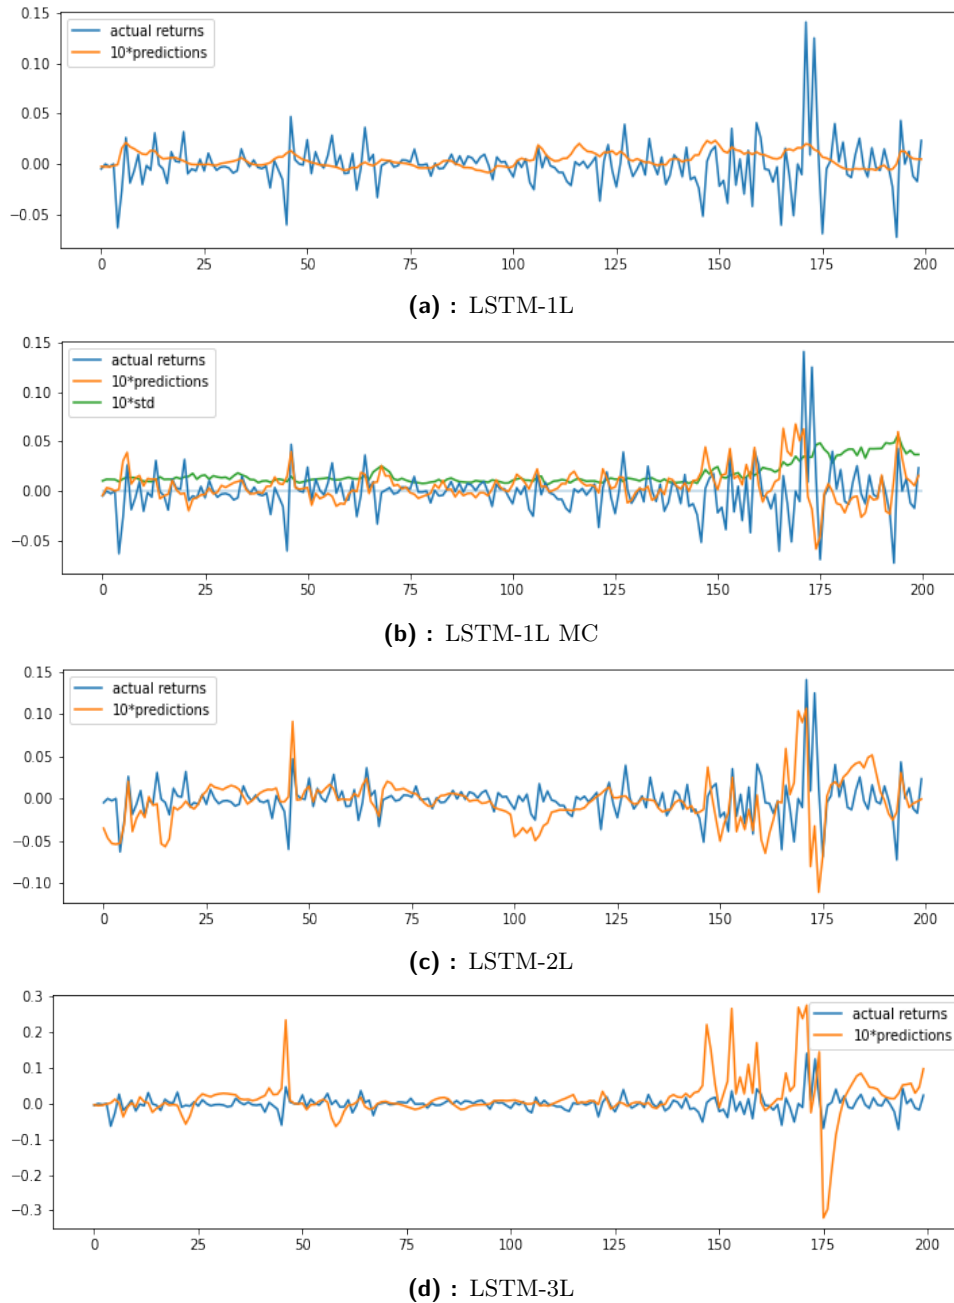 0.15
actual returns
10*predictions
0.10
0.05
0.00
−0.05
0 25 50 75 100 125 150 175 200
(a) : LSTM-1L
0.15
actual returns
10*predictions
10*std
0.10
0.05
0.00
−0.05
0 25 50 75 100 125 150 175 200
(b) : LSTM-1L MC
0.15
actual returns
10*predictions
0.10
0.05
0.00
−0.05
−0.10
0 25 50 75 100 125 150 175 200
(c) : LSTM-2L
0.3
actual returns
10*predictions
0.2
0.1
0.0
−0.1
−0.2
−0.3
0 25 50 75 100 125 150 175 200
(d) : LSTM-3L